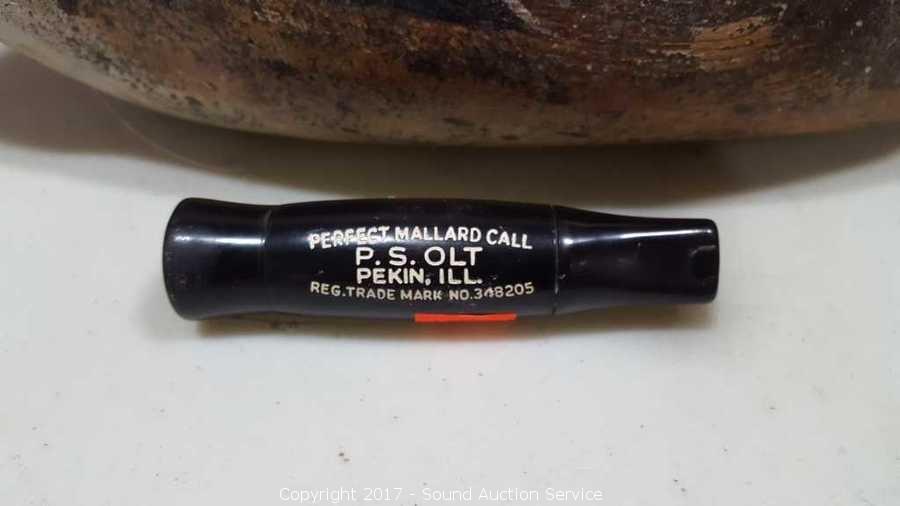 PERFECT MALLARD CALL
P. S. OLT
PEKIN, ILL.
REG. TRADE MARK NO. 348205
Copyright 2017 - Sound Auction Service